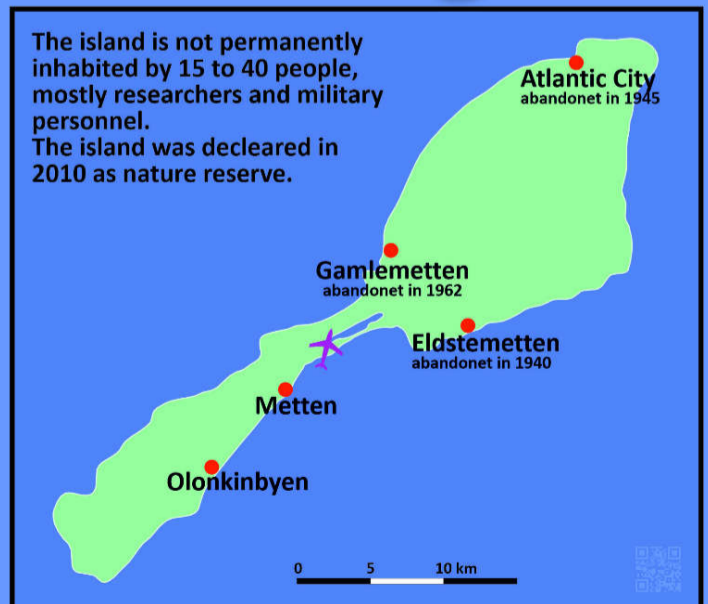 The island is not permanently
inhabited by 15 to 40 people,
mostly researchers and military
personnel.
The island was decleared in
2010 as nature reserve.
Atlantic City
abandonet in 1945
Gamlemetten
abandonet in 1962
Eldstemetten
abandonet in 1940
Metten
Olonkinbyen
0 5 10 km